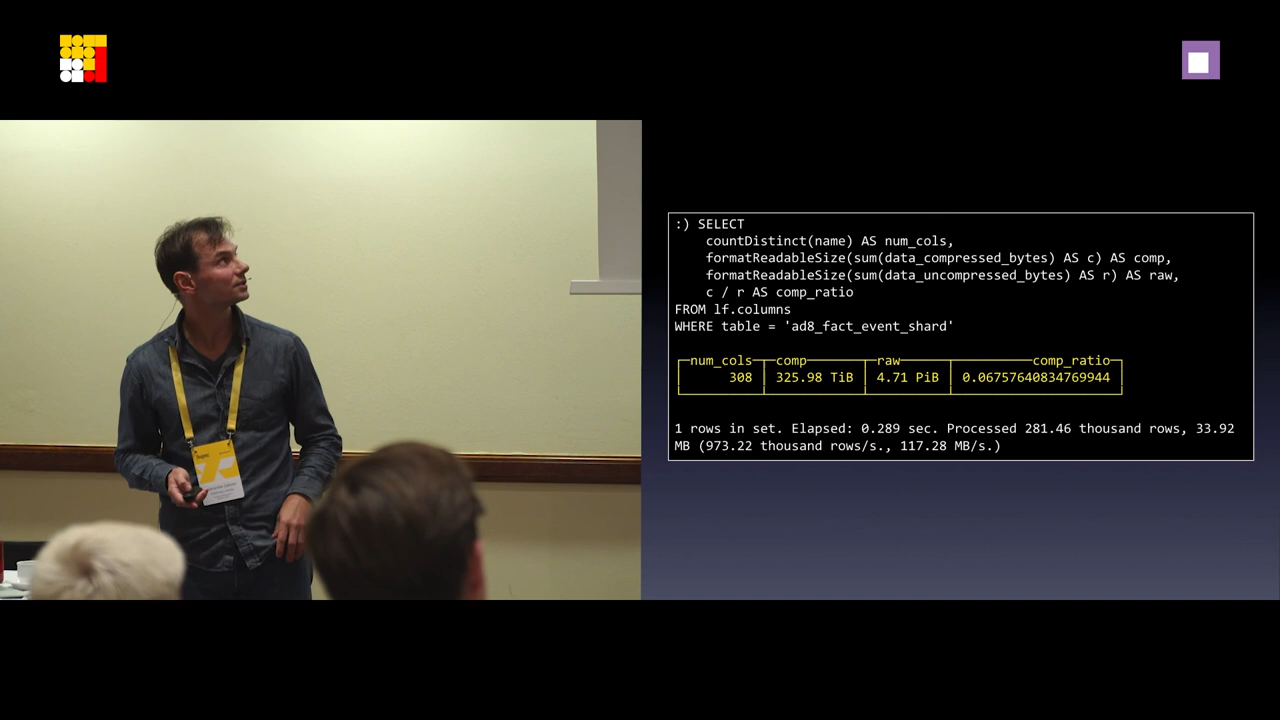 :) SELECT
countDistinct(name) AS num_cols,
formatReadableSize(sum(data_compressed_bytes) AS c) AS comp,
formatReadableSize(sum(data_uncompressed_bytes) AS r) AS raw,
c / r AS comp_ratio
FROM lf.columns
WHERE table = 'ad8_fact_event_shard'
num_cols comp raw comp_ratio
308 325.98 TiB 4.71 PiB 0.06757640834769944
1 rows in set. Elapsed: 0.289 sec. Processed 281.46 thousand rows, 33.92
MB (973.22 thousand rows/s., 117.28 MB/s.)